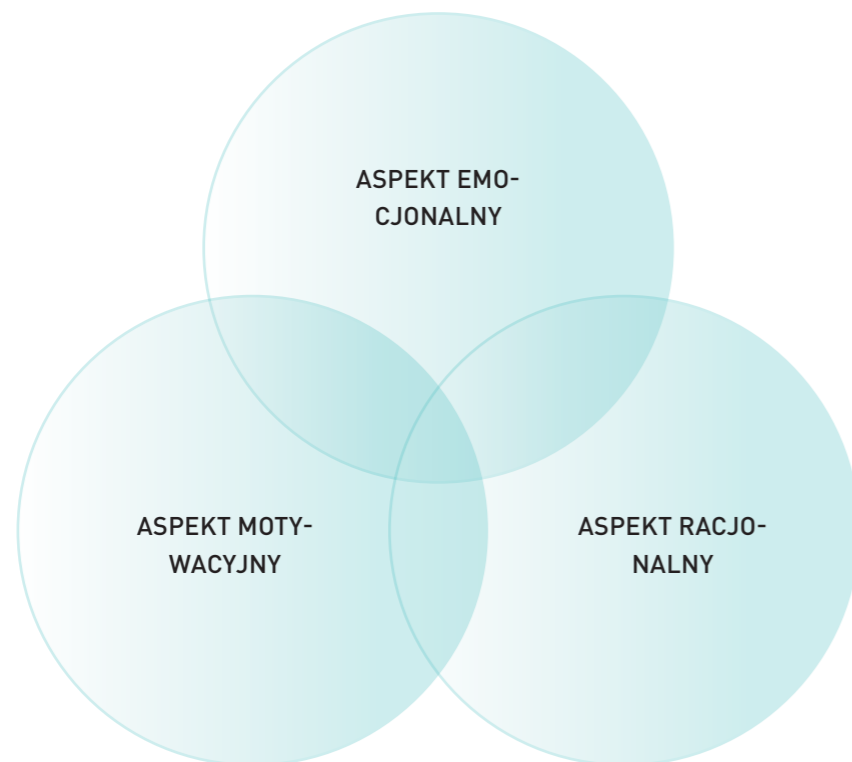 ASPEKT EMO-
CJONALNY
ASPEKT MOTY-
WACYJNY
ASPEKT RACJO-
NALNY